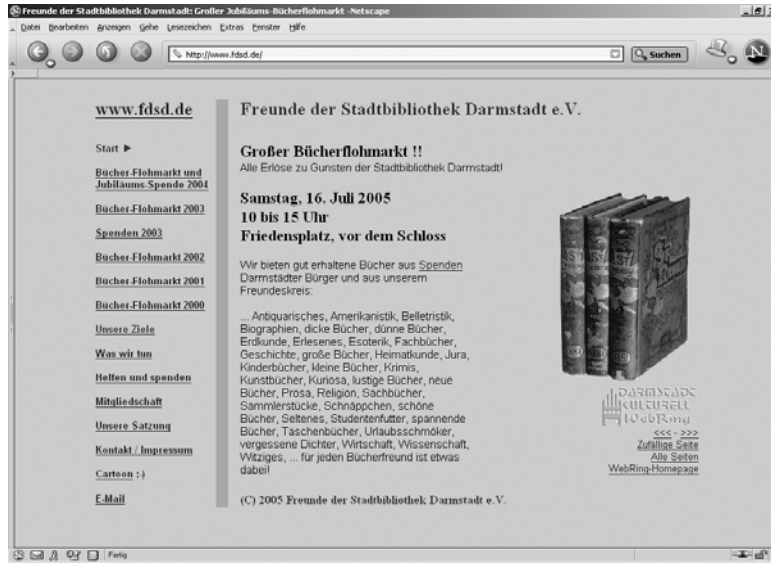 Freunde der Stadtbibliothek Darmstadt: Großer Jubiläums-Bücherflohmarkt -Netscape
Datei Bearbeiten Anzeigen Gehe Lesezeichen Extras Fenster Hilfe
http://www.fdsd.de/
Suchen
N
www.fdsd.de
Start
Bücher-Flohmarkt und
Jubiläums-Spende 2004
Bücher-Flohmarkt 2003
Spenden 2003
Bücher-Flohmarkt 2002
Bücher-Flohmarkt 2001
Bücher-Flohmarkt 2000
Unsere Ziele
Was wir tun
Helfen und spenden
Mitgliedschaft
Unsere Satzung
Kontakt / Impressum
Cartoon ;-)
E-Mail
Freunde der Stadtbibliothek Darmstadt e.V.
Großer Bücherflohmarkt !!
Alle Erlöse zu Gunsten der Stadtbibliothek Darmstadt!
Samstag, 16. Juli 2005
10 bis 15 Uhr
Friedensplatz, vor dem Schloss
Wir bieten gut erhaltene Bücher aus Spenden
Darmstädter Bürger und aus unserem
Freundeskreis:
... Antiquarisches, Amerikanistik, Belletristik,
Biographien, dicke Bücher, dünne Bücher,
Erdkunde, Erlesenes, Esoterik, Fachbücher,
Geschichte, große Bücher, Heimatkunde, Jura,
Kinderbücher, kleine Bücher, Krimis,
Kunstbücher, Kuriosa, lustige Bücher, neue
Bücher, Prosa, Religion, Sachbücher,
Sammlerstücke, Schnäppchen, schöne
Bücher, Seltenes, Studentenfutter, spannende
Bücher, Taschenbücher, Urlaubsschmöker,
vergessene Dichter, Wirtschaft, Wissenschaft,
Witziges, ... für jeden Bücherfreund ist etwas
dabei!
(C) 2005 Freunde der Stadtbibliothek Darmstadt e.V.
DARMSTADT
KULTURELL
WebRing
<<< - >>>
Zufällige Seite
Alle Seiten
WebRing-Homepage
Fertig